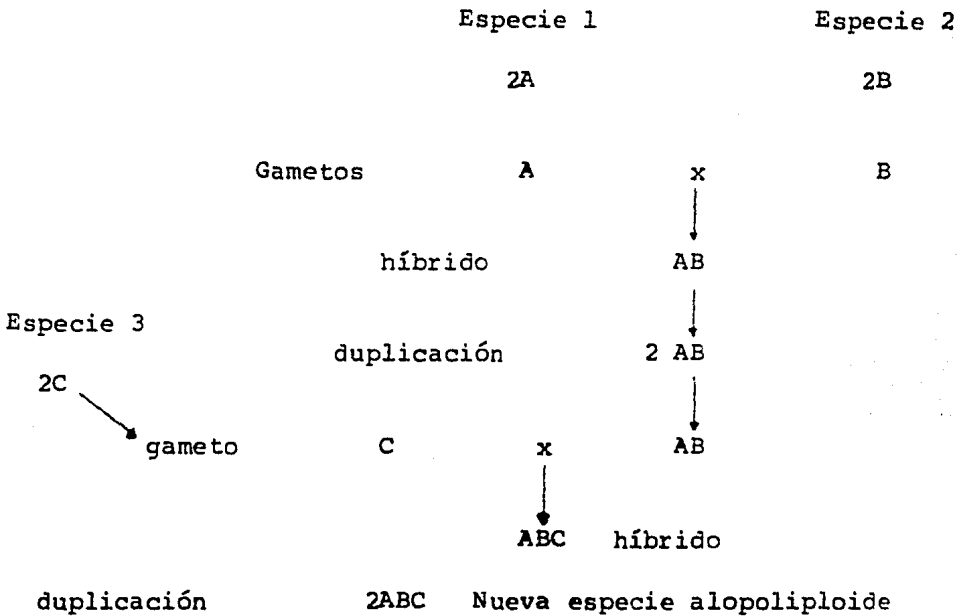 Especie 1 Especie 2
2A 2B
Gametos A x B
híbrido AB
Especie 3
duplicación 2 AB
2C
gameto C x AB
ABC híbrido
duplicación 2ABC Nueva especie alopoliploide